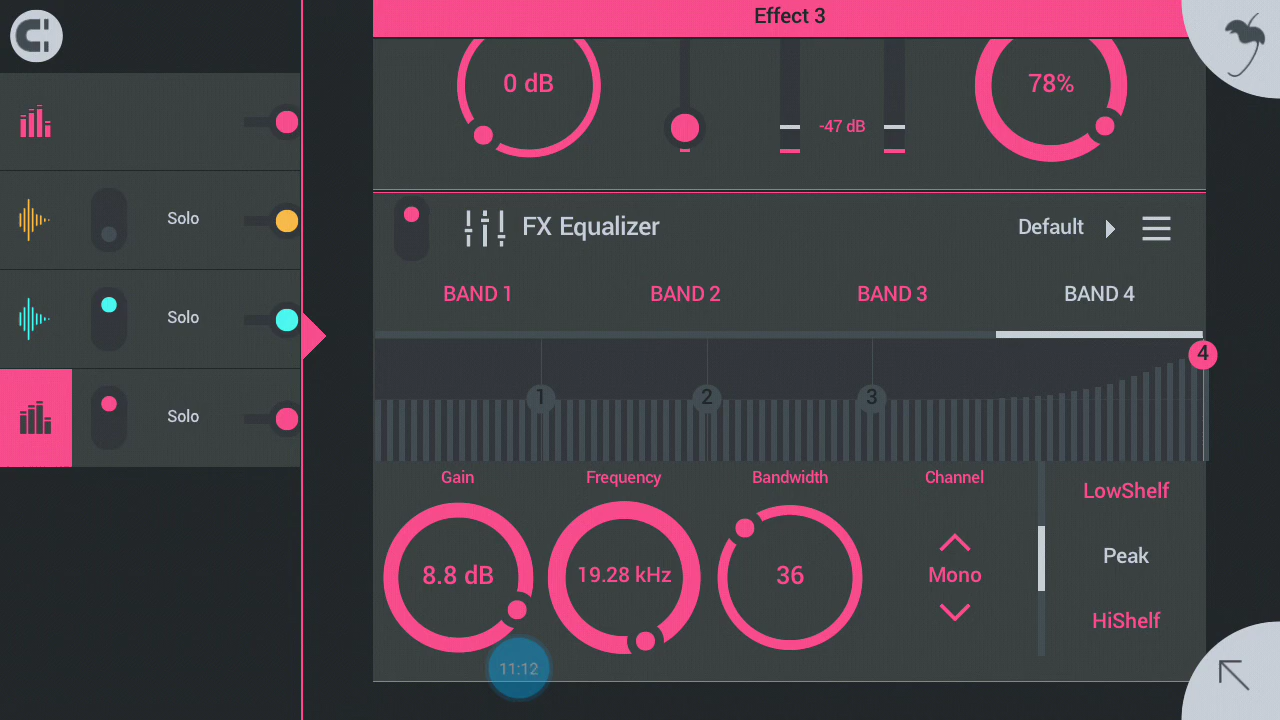 Effect 3
0 dB
-47 dB
78%
FX Equalizer
Default
BAND 1
BAND 2
BAND 3
BAND 4
4
1
2
3
Solo
Solo
Solo
Gain
Frequency
Bandwidth
Channel
LowShelf
Peak
HiShelf
8.8 dB
19.28 kHz
36
Mono
11:12